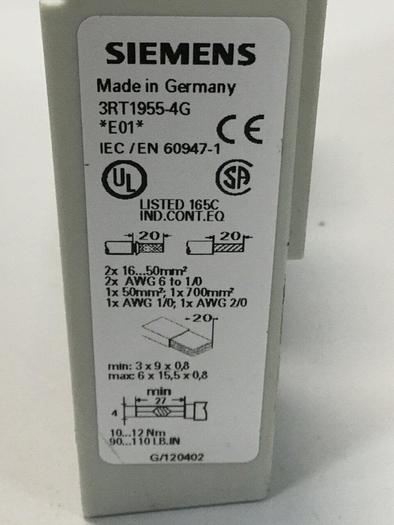 SIEMENS
Made in Germany
3RT1955-4G
*E01*
CE
IEC / EN 60947-1
UL
SA
LISTED 165C
IND.CONT.EQ
20 20
2x 16...50mm²
2x AWG 6 to 1/0
1x 50mm²; 1x 700mm²
1x AWG 1/0; 1x AWG 2/0
20
min: 3 x 9 x 0,8
max: 6 x 15,5 x 0,8
min
27
4
10...12 Nm
90...110 LB.IN
G/120402